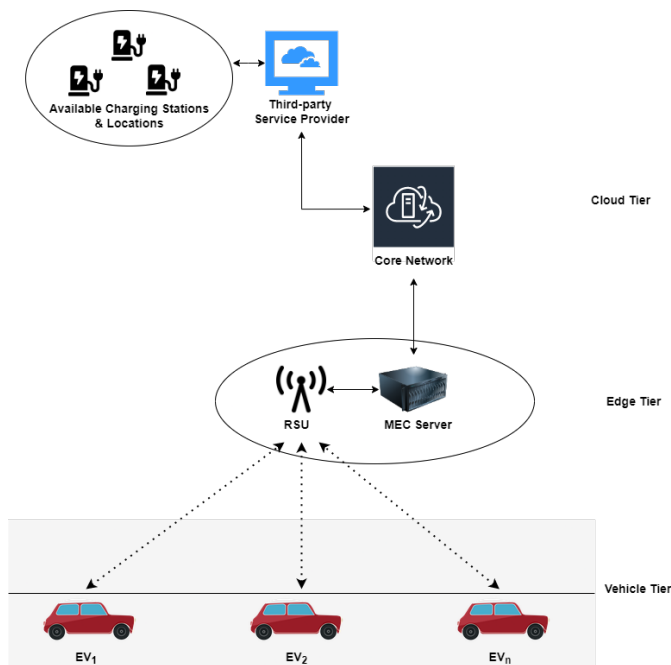 Available Charging Stations
& Locations
Third-party
Service Provider
Cloud Tier
Core Network
Edge Tier
RSU
MEC Server
Vehicle Tier
EV1
EV2
EVn